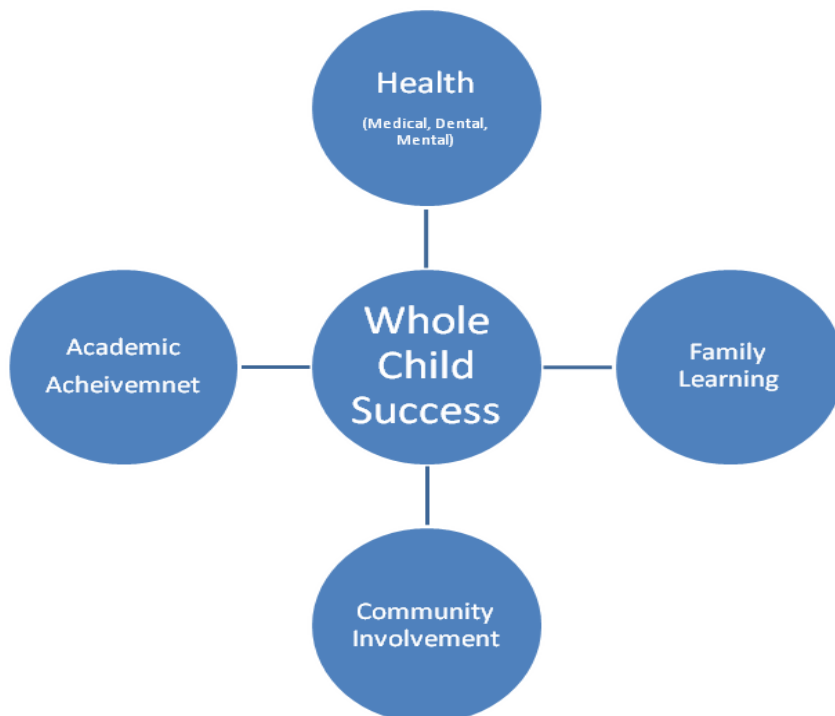 Health
(Medical, Dental,
Mental)
Academic
Acheivemnet
Whole
Child
Success
Family
Learning
Community
Involvement